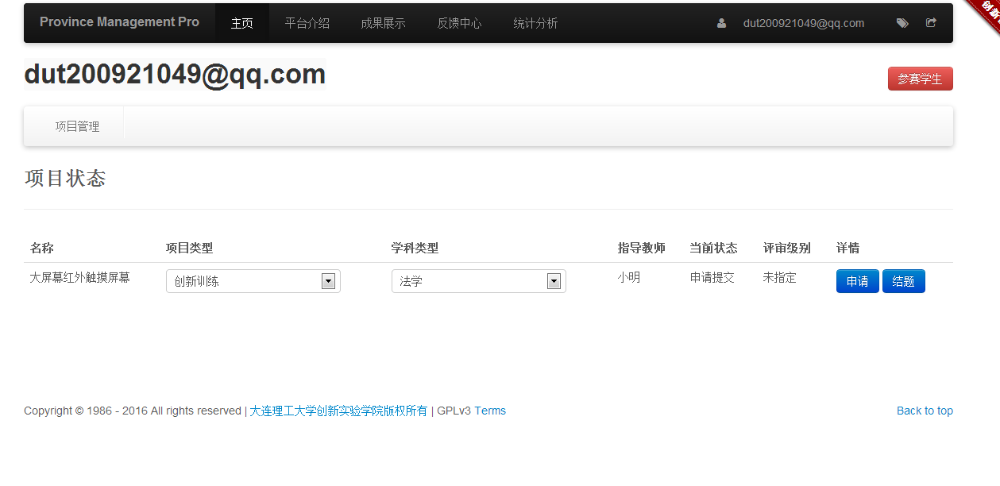 Province Management Pro 主页 平台介绍 成果展示 反馈中心 统计分析 dut200921049@qq.com
创新
dut200921049@qq.com
参赛学生
项目管理
项目状态
名称 项目类型 学科类型 指导教师 当前状态 评审级别 详情
大屏幕红外触摸屏幕 创新训练 法学 小明 申请提交 未指定 申请 结题
Copyright © 1986 - 2016 All rights reserved | 大连理工大学创新实验学院版权所有 | GPLv3 Terms Back to top